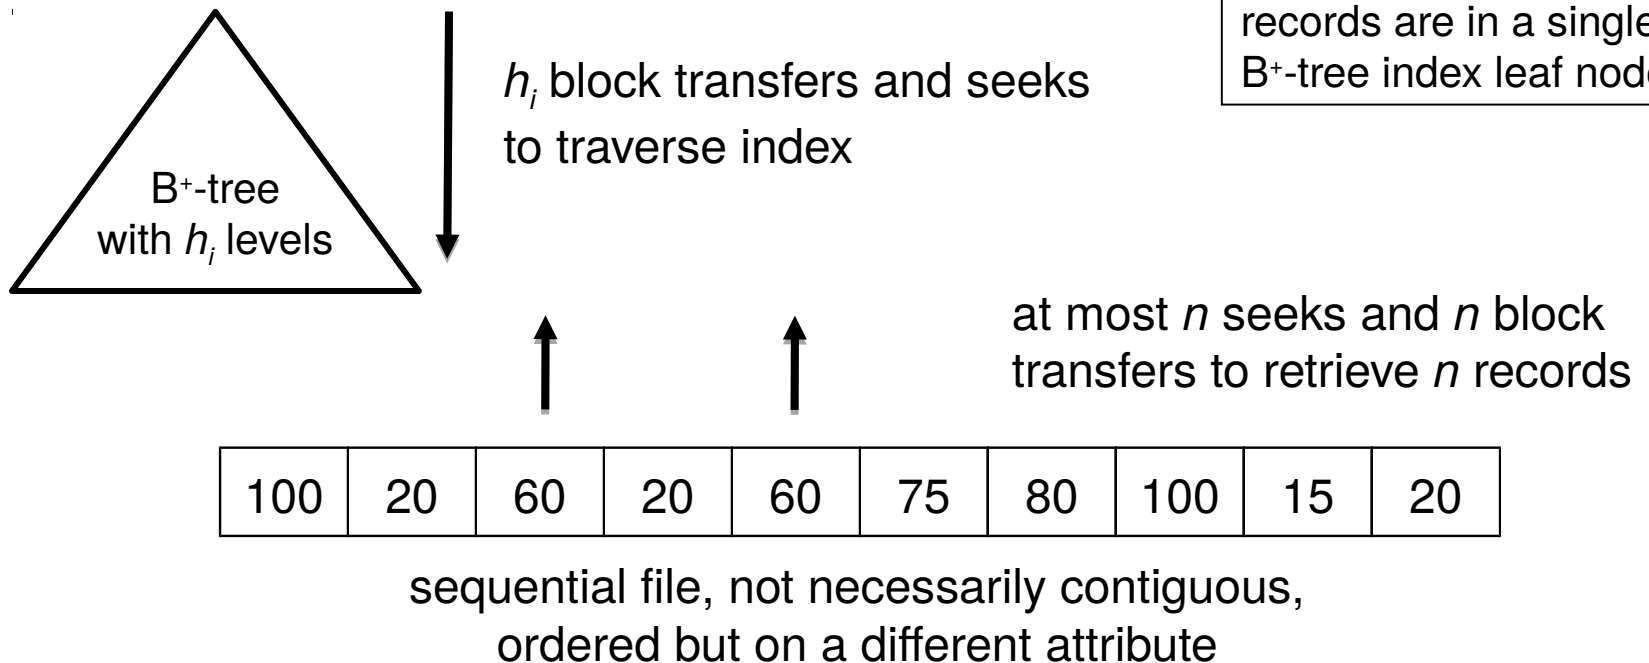 records are in a single
B+-tree index leaf
hi block transfers and seeks
to traverse index
B+-tree
with hi levels
at most n seeks and n block
transfers to retrieve n records
100 20 60 20 60 75 80 100 15 20
sequential file, not necessarily contiguous,
ordered but on a different attribute